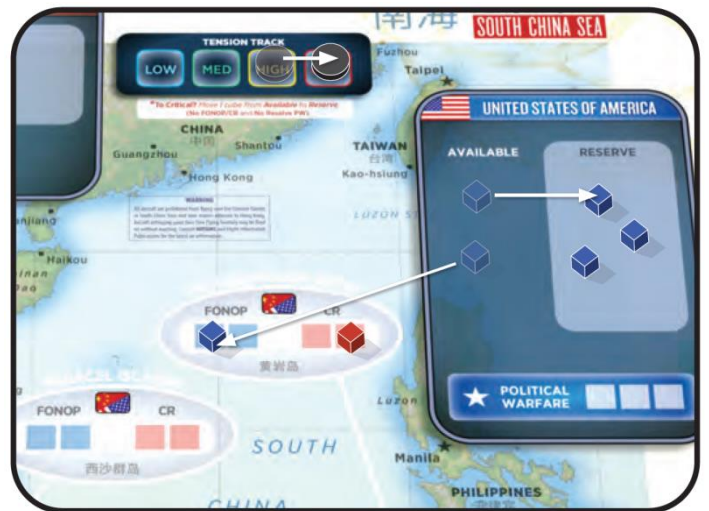 南海
SOUTH CHINA SEA
TENSION TRACK
LOW
MED
HIGH
"To Critical? Move 1 cube from Available to Reserve
(No FONOP/CR and No Resolve PW)
Fuzhou
Taipei
CHINA
中国
Guangzhou
Shantou
Hong Kong
TAIWAN
台湾
Kao-hsiung
WARNING
LUZON
Haikou
UNITED STATES OF AMERICA
AVAILABLE
RESERVE
FONOP
CR
黄岩岛
FONOP
CR
西沙群岛
Luzon
POLITICAL
WARFARE
SOUTH
CHINA
Manila
PHILIPPINES